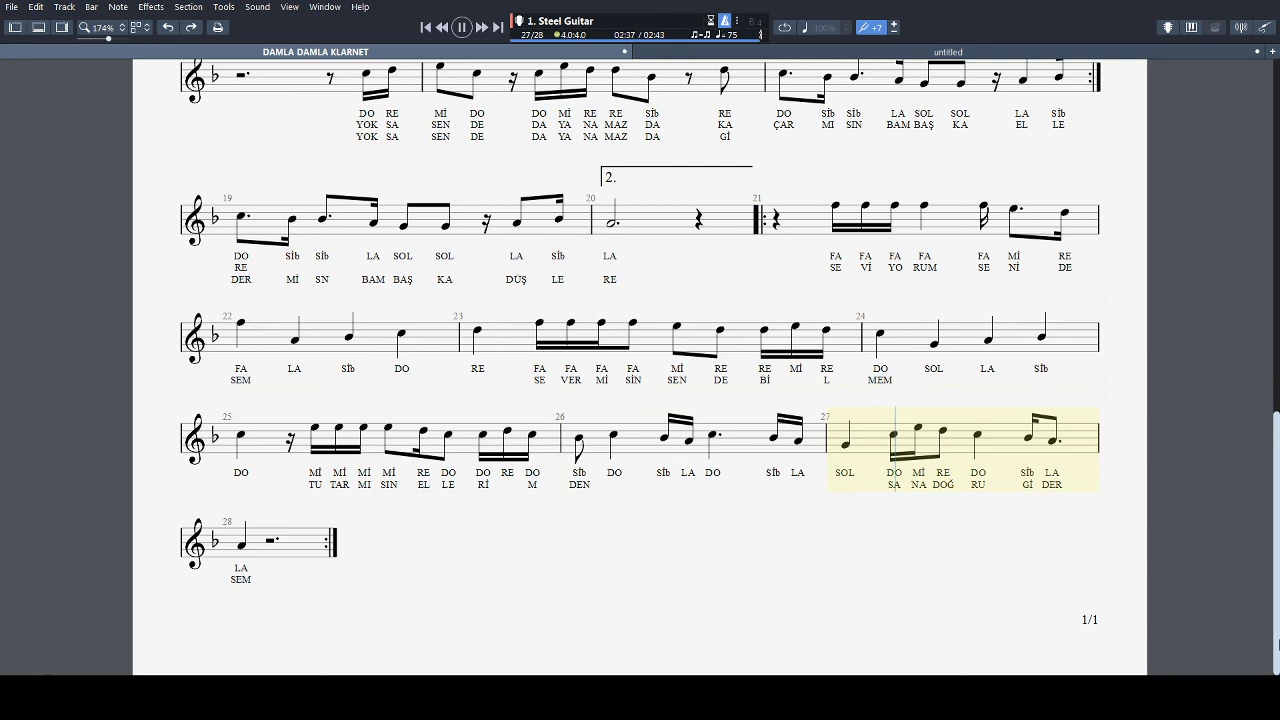 File Edit Track Bar Note Effects Section Tools Sound View Window Help
174% 1. Steel Guitar B 4 100% +7
27/28 4.0:4.0 02:37 / 02:43 = 75
DAMLA DAMLA KLARNET untitled
DO RE Mİ DO DO Mİ RE RE Sİb RE DO Sİb Sİb LA SOL SOL LA Sİb
YOK SA SEN DE DA YA NA MAZ DA KA ÇAR MI SIN BAM BAŞ KA EL LE
YOK SA SEN DE DA YA NA MAZ DA Gİ
2.
19 20 21
DO Sİb Sİb LA SOL SOL LA Sİb LA FA FA FA FA FA Mİ RE
RE SE Vİ YO RUM SE Nİ DE
DER Mİ SN BAM BAŞ KA DÜŞ LE RE
22 23 24
FA LA Sİb DO RE FA FA FA FA Mİ RE RE Mİ RE DO SOL LA Sİb
SEM SE VER Mİ SİN SEN DE Bİ L MEM
25 26 27
DO Mİ Mİ Mİ Mİ RE DO DO RE DO Sİb DO Sİb LA DO Sİb LA SOL DO Mİ RE DO Sİb LA
TU TAR MI SIN EL LE Rİ M DEN SA NA DOĞ RU Gİ DER
28
LA
SEM
1/1